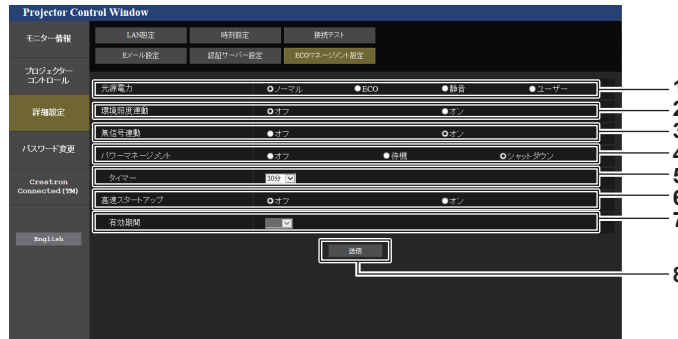 Projector Control Window
モニター情報
プロジェクター
コントロール
詳細設定
パスワード変更
Crestron
Connected(TM)
English
LAN設定 時刻設定 接続テスト
Eメール設定 認証サーバー設定 ECOマネージメント設定
光源電力 ノーマル ECO 静音 ユーザー 1
環境照度連動 オフ オン 2
無信号連動 オフ オン 3
パワーマネージメント オフ 待機 シャットダウン 4
タイマー 30分 5
高速スタートアップ オフ オン 6
有効期間 7
送信
8